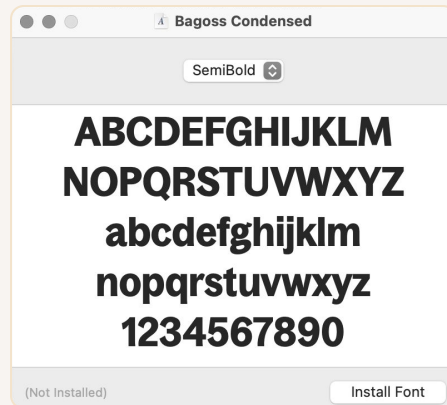 Bagoss Condensed
SemiBold
ABCDEFGHIJKLM
NOPQRSTUVWXYZ
abcdefghijklm
nopqrstuvwxyz
1234567890
(Not Installed)
Install Font